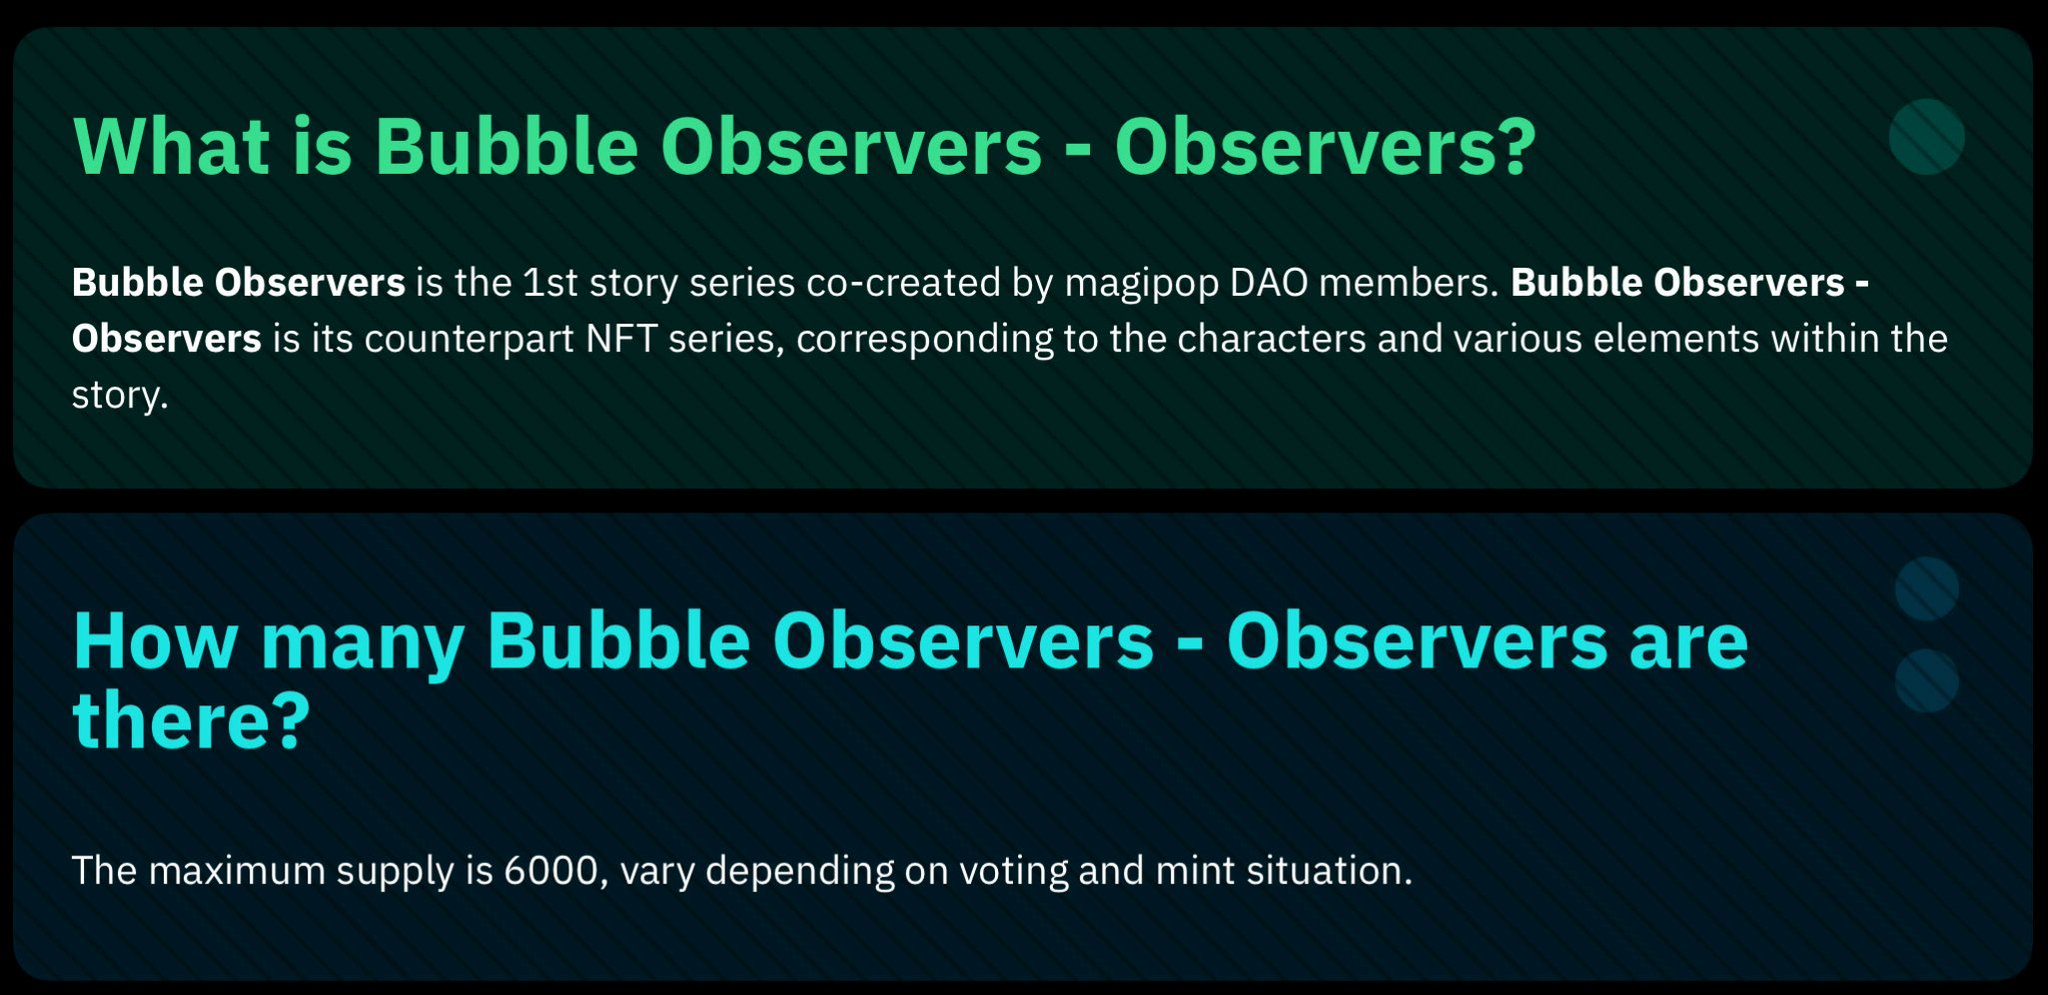 What is Bubble Observers - Observers?
Bubble Observers is the 1st story series co-created by magipop DAO members. Bubble Observers -
Observers is its counterpart NFT series, corresponding to the characters and various elements within the
story.
How many Bubble Observers - Observers are
there?
The maximum supply is 6000, vary depending on voting and mint situation.